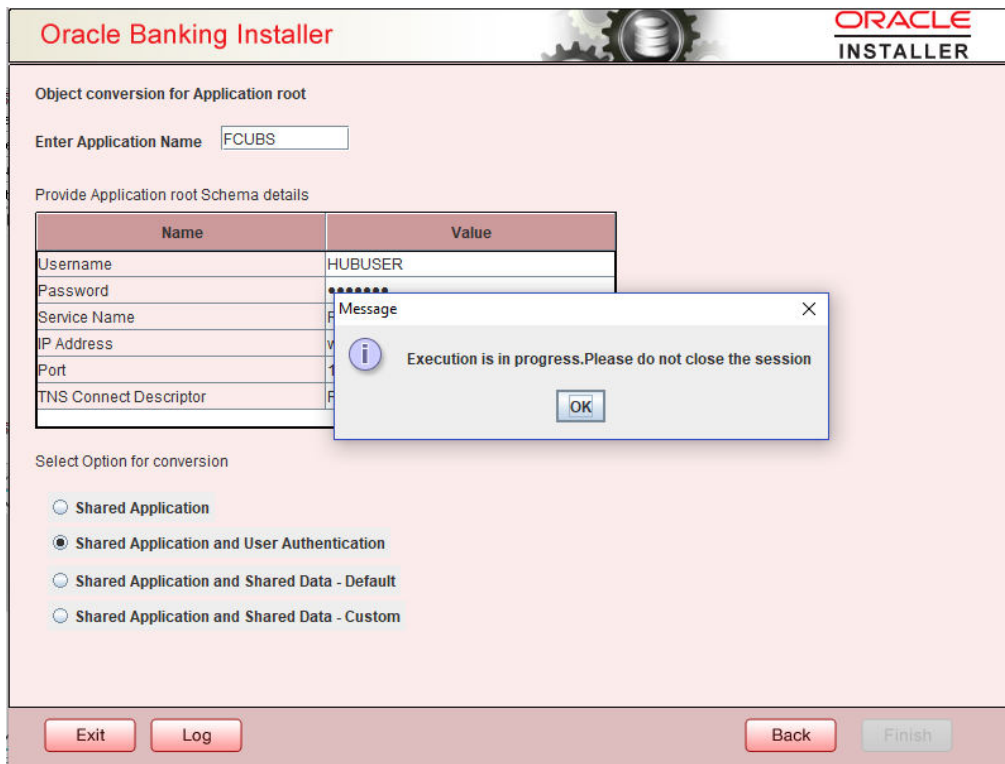 Oracle Banking Installer
ORACLE
INSTALLER
Object conversion for Application root
Enter Application Name FCUBS
Provide Application root Schema details
Name Value
Username HUBUSER
Password ●●●●●●●
Service Name
IP Address
Port
TNS Connect Descriptor
Message
Execution is in progress.Please do not close the session
OK
Select Option for conversion
Shared Application
Shared Application and User Authentication
Shared Application and Shared Data - Default
Shared Application and Shared Data - Custom
Exit Log Back Finish